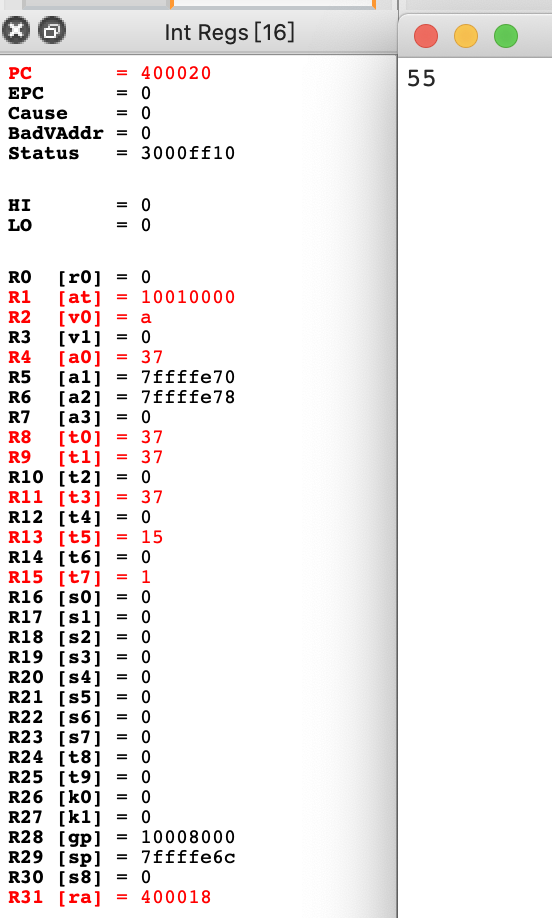 Int Regs [16]
PC = 400020
EPC = 0
Cause = 0
BadVAddr = 0
Status = 3000ff10
HI = 0
LO = 0
R0 [r0] = 0
R1 [at] = 10010000
R2 [v0] = a
R3 [v1] = 0
R4 [a0] = 37
R5 [a1] = 7ffffe70
R6 [a2] = 7ffffe78
R7 [a3] = 0
R8 [t0] = 37
R9 [t1] = 37
R10 [t2] = 0
R11 [t3] = 37
R12 [t4] = 0
R13 [t5] = 15
R14 [t6] = 0
R15 [t7] = 1
R16 [s0] = 0
R17 [s1] = 0
R18 [s2] = 0
R19 [s3] = 0
R20 [s4] = 0
R21 [s5] = 0
R22 [s6] = 0
R23 [s7] = 0
R24 [t8] = 0
R25 [t9] = 0
R26 [k0] = 0
R27 [k1] = 0
R28 [gp] = 10008000
R29 [sp] = 7ffffe6c
R30 [s8] = 0
R31 [ra] = 400018
55